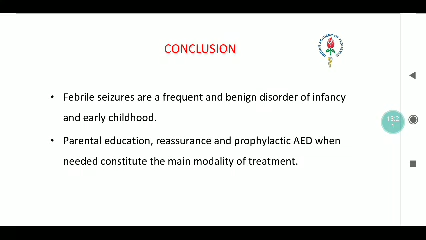 CONCLUSION
• Febrile seizures are a frequent and benign disorder of infancy
and early childhood.
• Parental education, reassurance and prophylactic AED when
needed constitute the main modality of treatment.